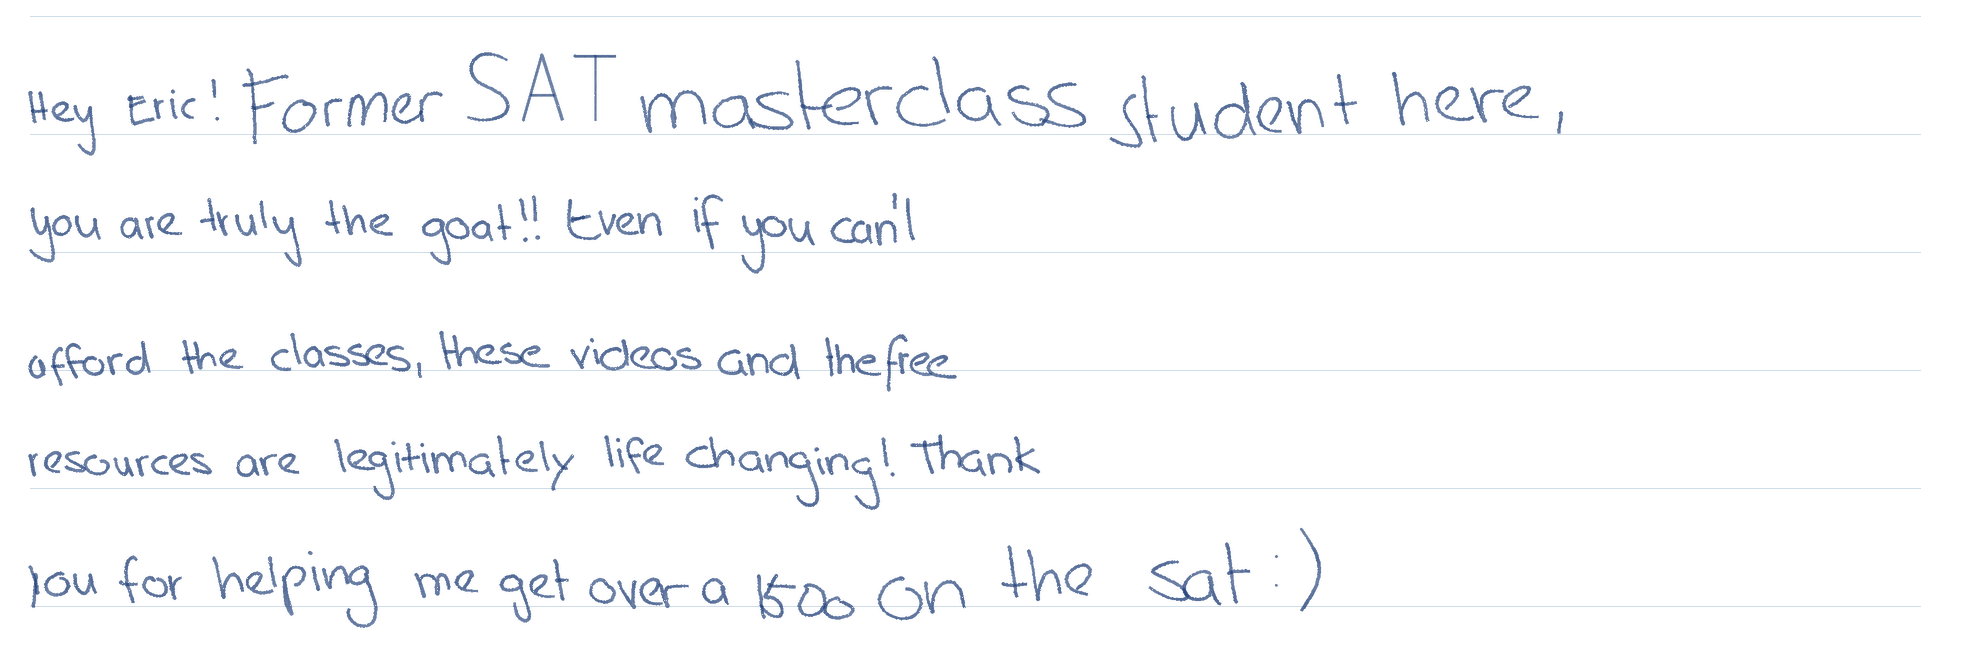 Hey Eric! Former SAT masterclass student here,
you are truly the goat!! Even if you can't
afford the classes, these videos and the free
resources are legitimately life changing! Thank
you for helping me get over a 1500 on the sat :)